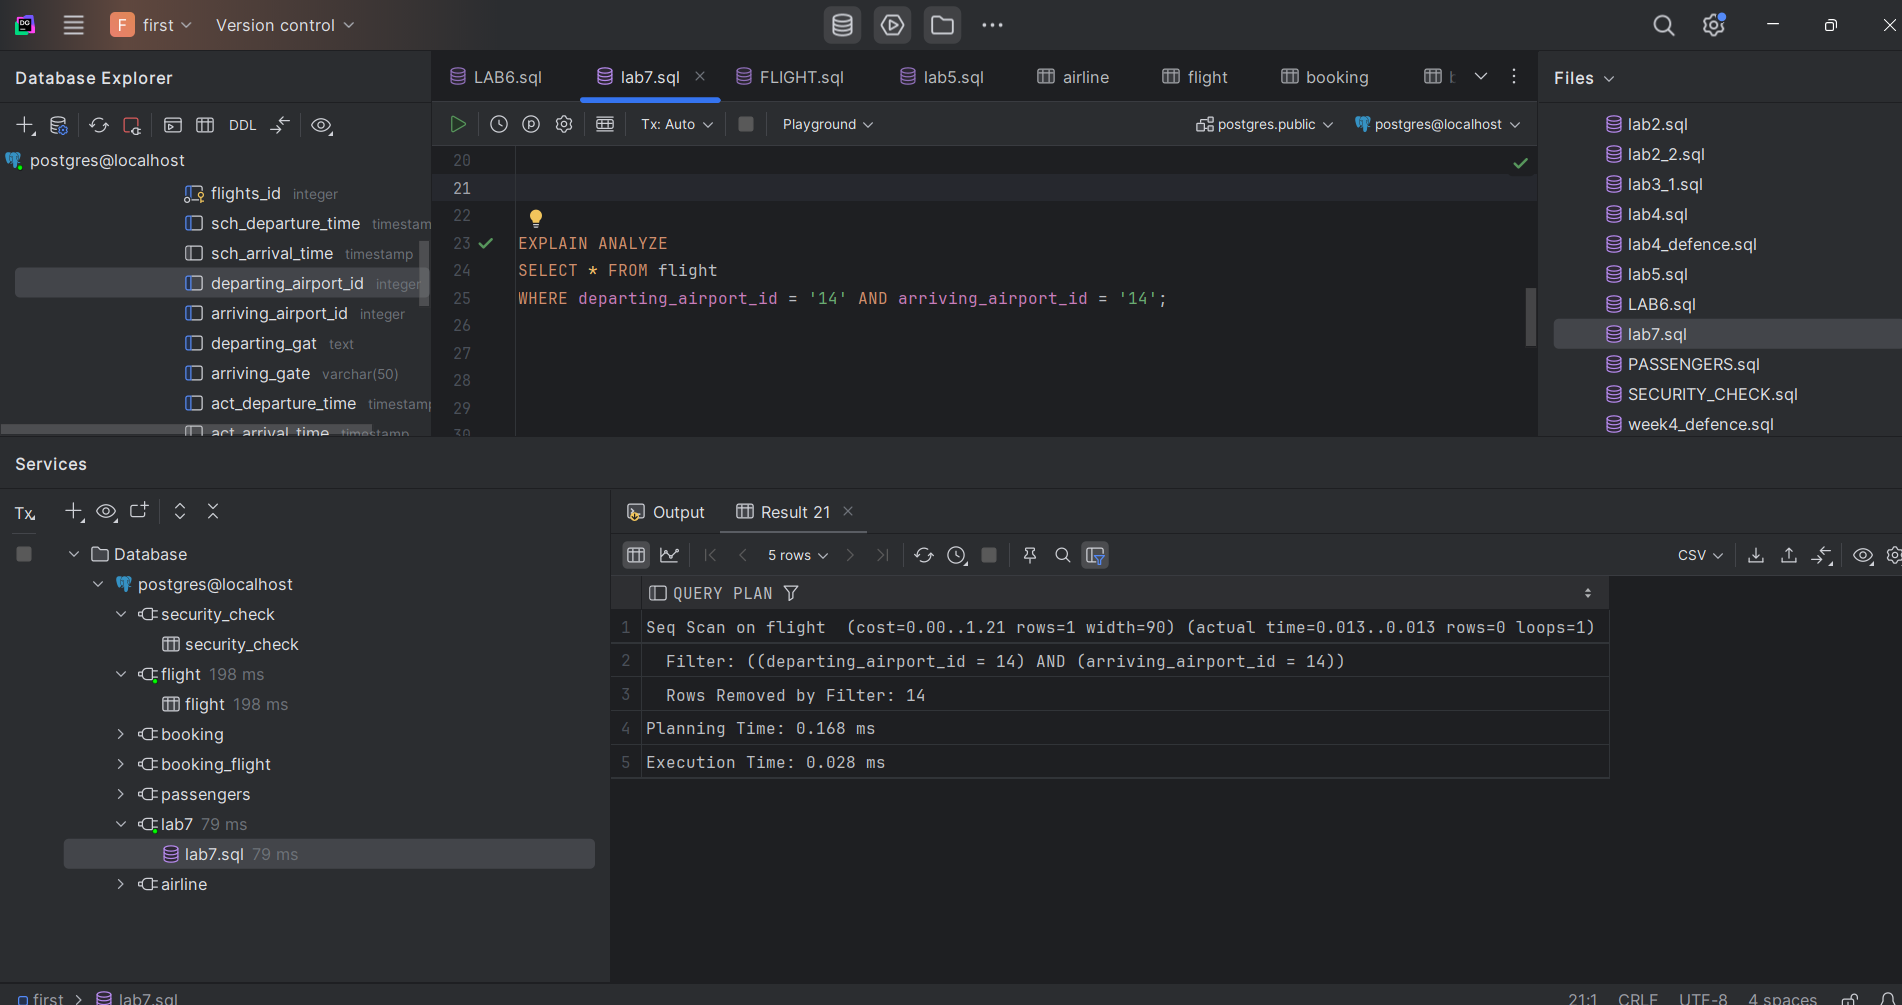 F first Version control
Database Explorer
LAB6.sql lab7.sql FLIGHT.sql lab5.sql airline flight booking
Files
DDL
Tx: Auto Playground postgres.public postgres@localhost
postgres@localhost
flights_id integer
sch_departure_time timestam
sch_arrival_time timestamp
departing_airport_id integer
arriving_airport_id integer
departing_gat text
arriving_gate varchar(50)
act_departure_time timestamp
act_arrival_time timestamp
20
21
22
23 EXPLAIN ANALYZE
24 SELECT * FROM flight
25 WHERE departing_airport_id = '14' AND arriving_airport_id = '14';
26
27
28
29
30
lab2.sql
lab2_2.sql
lab3_1.sql
lab4.sql
lab4_defence.sql
lab5.sql
LAB6.sql
lab7.sql
PASSENGERS.sql
SECURITY_CHECK.sql
week4_defence.sql
Services
Tx
Database
postgres@localhost
security_check
security_check
flight 198 ms
flight 198 ms
booking
booking_flight
passengers
lab7 79 ms
lab7.sql 79 ms
airline
Output Result 21
5 rows CSV
QUERY PLAN
1 Seq Scan on flight (cost=0.00..1.21 rows=1 width=90) (actual time=0.013..0.013 rows=0 loops=1)
2 Filter: ((departing_airport_id = 14) AND (arriving_airport_id = 14))
3 Rows Removed by Filter: 14
4 Planning Time: 0.168 ms
5 Execution Time: 0.028 ms
first > lab7.sql 21:1 CRLF UTF-8 4 spaces